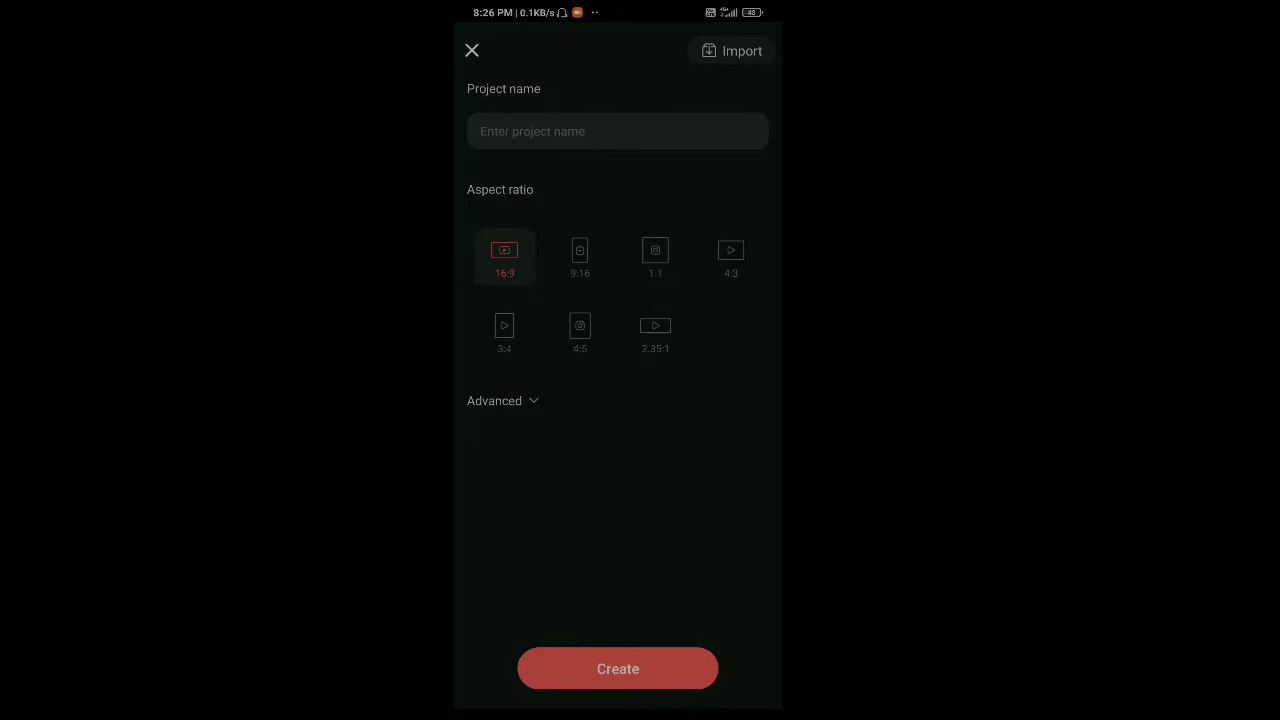 8:26 PM | 0.1KB/s
48
Import
Project name
Enter project name
Aspect ratio
16:9 9:16 1:1 4:3
3:4 4:5 2.35:1
Advanced
Create